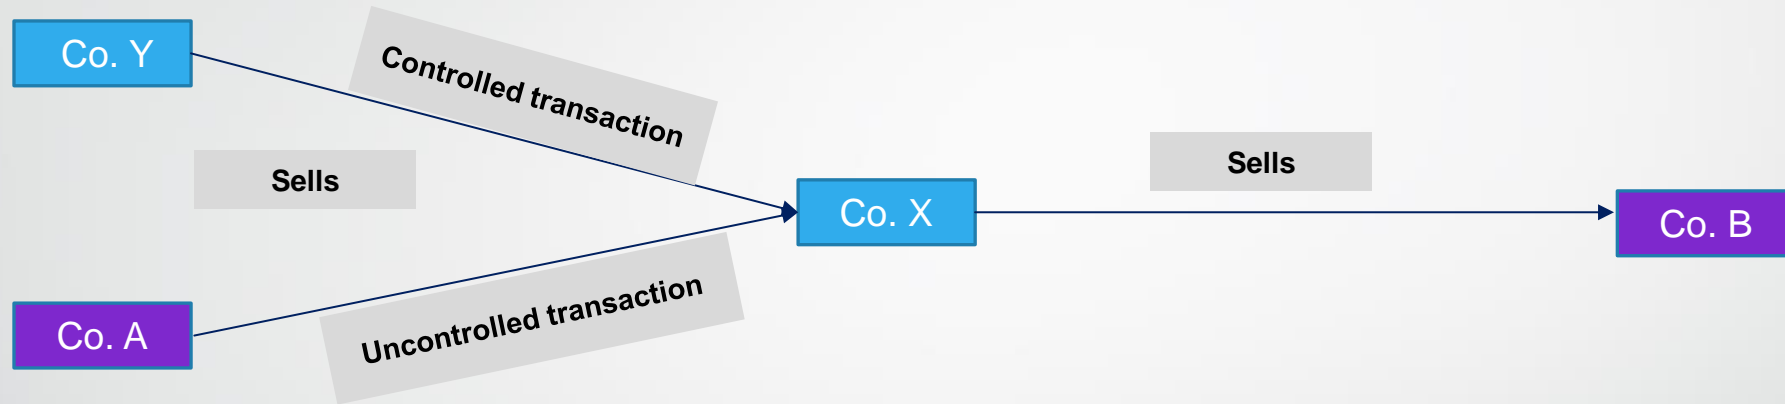 Co. Y
Controlled transaction
Sells
Sells
Co. X
Co. B
Uncontrolled transaction
Co. A